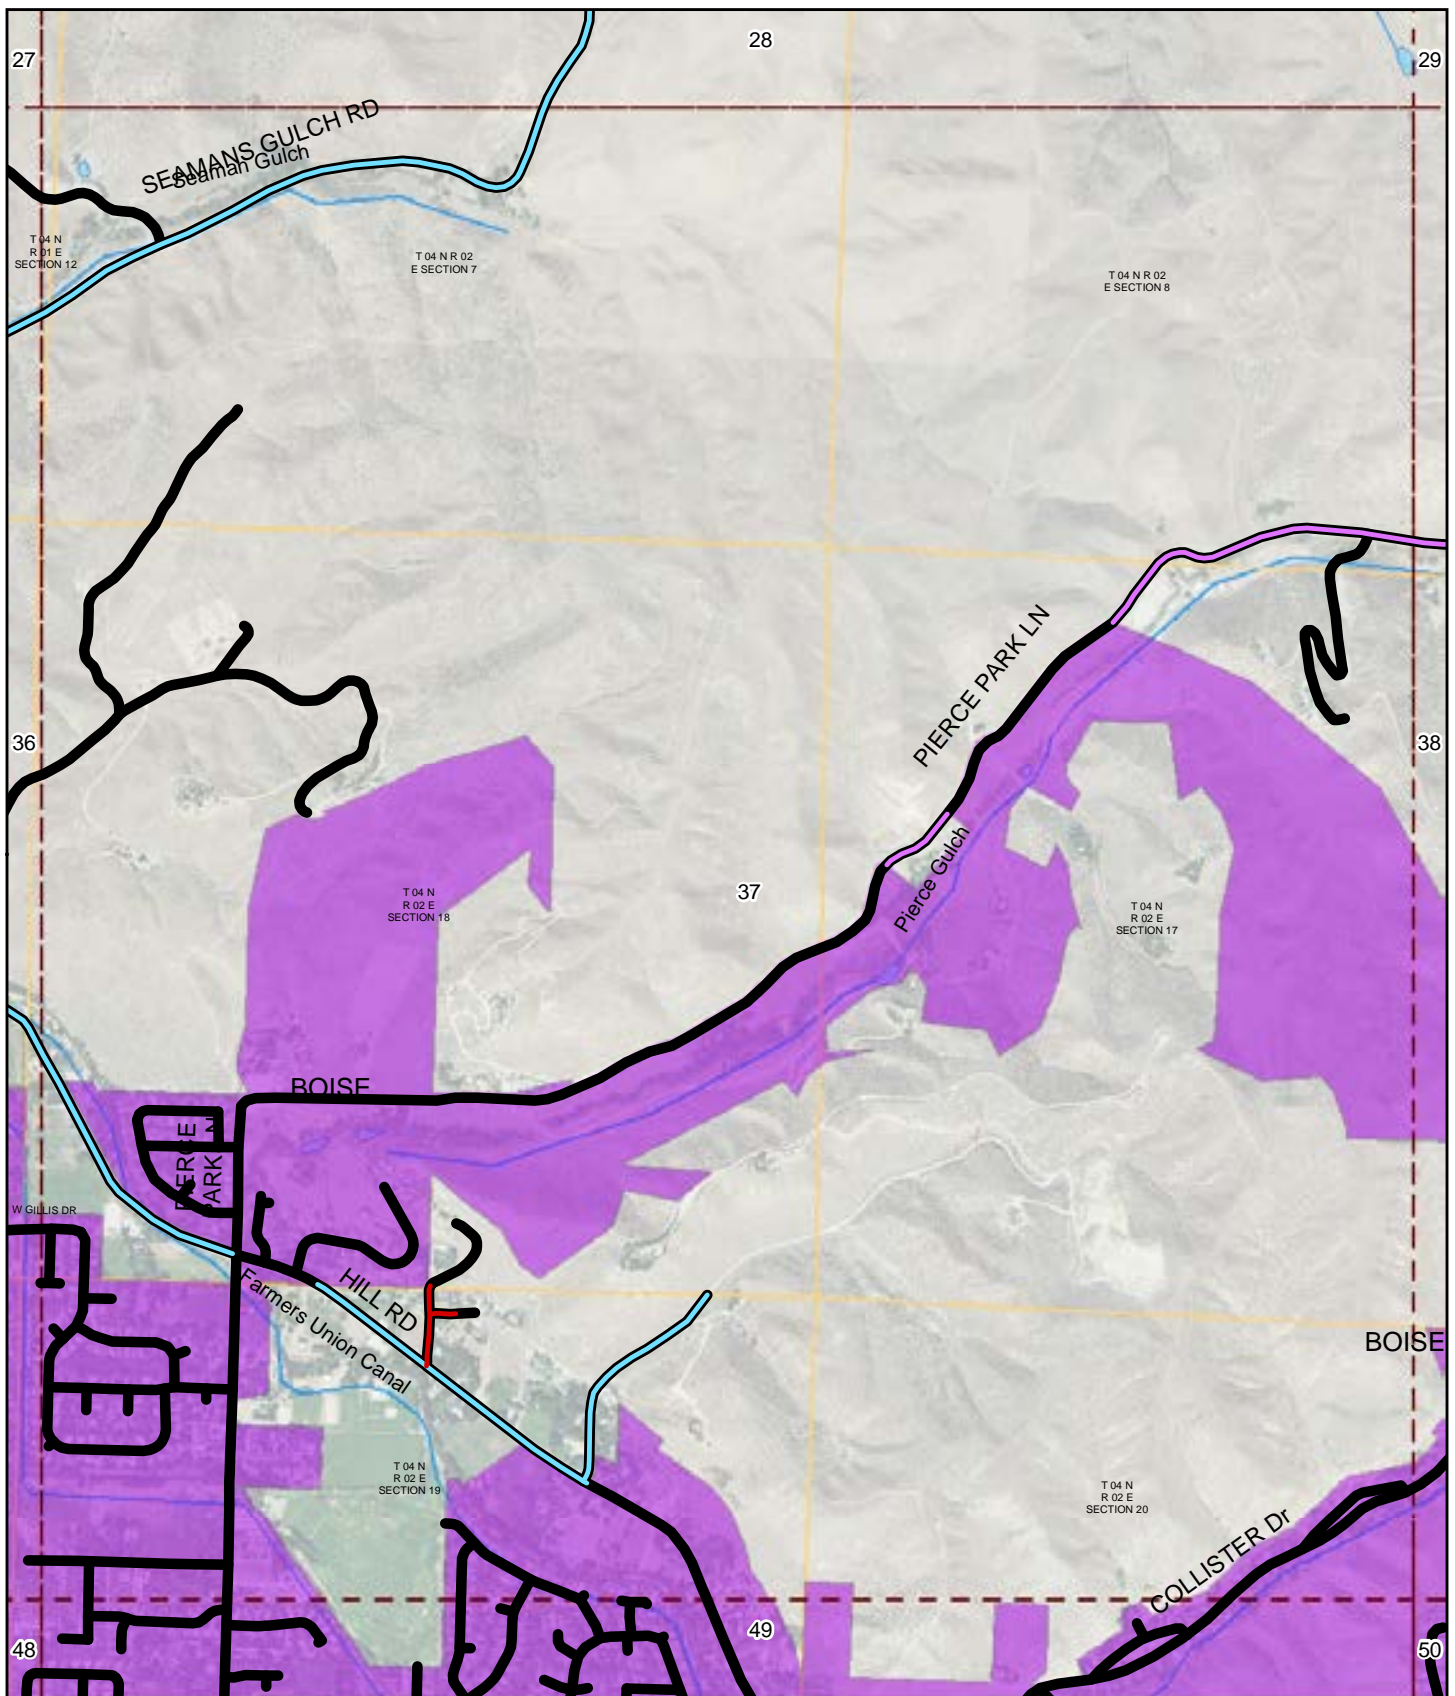 27
28
29
SEAMANS GULCH RD
Seaman Gulch
T 04 N
R 01 E
SECTION 12
T 04 N R 02
E SECTION 7
T 04 N R 02
E SECTION 8
PIERCE PARK LN
36
38
Pierce Gulch
37
T 04 N
R 02 E
SECTION 18
T 04 N
R 02 E
SECTION 17
BOISE
PIERCE
PARK LN
W GILLIS DR
HILL RD
Farmers Union Canal
BOISE
T 04 N
R 02 E
SECTION 19
T 04 N
R 02 E
SECTION 20
COLLISTER Dr
48
49
50